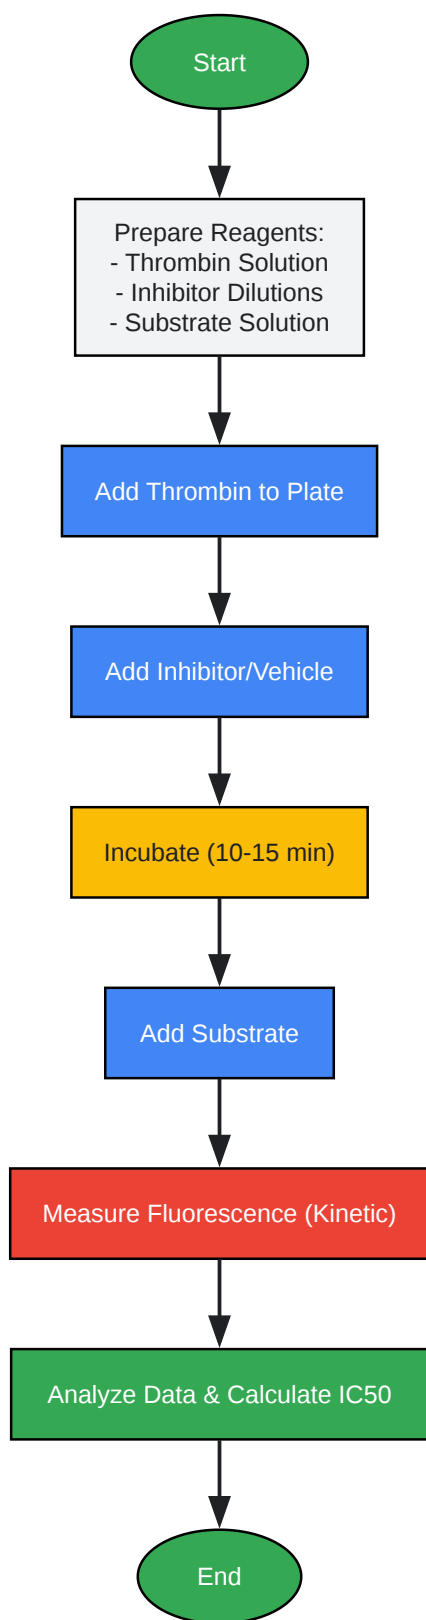 Start
Prepare Reagents:
- Thrombin Solution
- Inhibitor Dilutions
- Substrate Solution
Add Thrombin to Plate
Add Inhibitor/Vehicle
Incubate (10-15 min)
Add Substrate
Measure Fluorescence (Kinetic)
Analyze Data & Calculate IC50
End